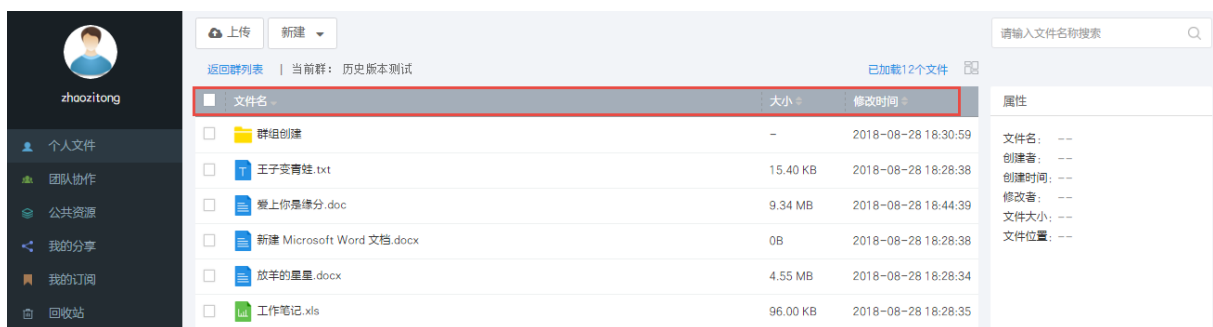 上传 新建 请输入文件名称搜索
返回群列表 | 当前群： 历史版本测试 已加载12个文件
zhaozitong
文件名 大小 修改时间 属性
群组创建 - 2018-08-28 18:30:59
王子变青蛙.txt 15.40 KB 2018-08-28 18:28:38
爱上你是缘分.doc 9.34 MB 2018-08-28 18:44:39
新建 Microsoft Word 文档.docx 0B 2018-08-28 18:28:38
放羊的星星.docx 4.55 MB 2018-08-28 18:28:34
工作笔记.xls 96.00 KB 2018-08-28 18:28:35
个人文件
团队协作
公共资源
我的分享
我的订阅
回收站
文件名： --
创建者： --
创建时间： --
修改者： --
文件大小： --
文件位置： --